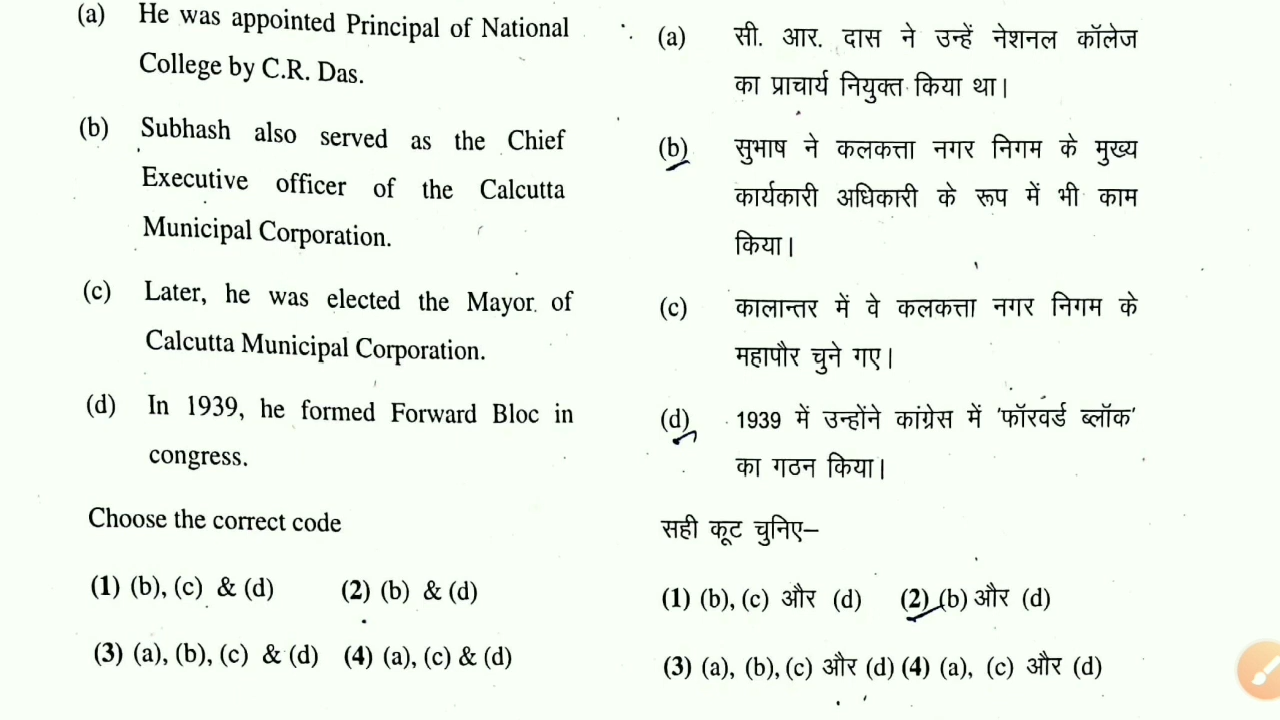 (a) He was appointed Principal of National
College by C.R. Das.
(b) Subhash also served as the Chief
Executive officer of the Calcutta
Municipal Corporation.
(c) Later, he was elected the Mayor of
Calcutta Municipal Corporation.
(d) In 1939, he formed Forward Bloc in
congress.
Choose the correct code
(1) (b), (c) & (d) (2) (b) & (d)
(3) (a), (b), (c) & (d) (4) (a), (c) & (d)
(a) सी. आर. दास ने उन्हें नेशनल कॉलेज
का प्राचार्य नियुक्त किया था।
(b) सुभाष ने कलकत्ता नगर निगम के मुख्य
कार्यकारी अधिकारी के रूप में भी काम
किया।
(c) कालान्तर में वे कलकत्ता नगर निगम के
महापौर चुने गए।
(d) 1939 में उन्होंने कांग्रेस में 'फॉरवर्ड ब्लॉक'
का गठन किया।
सही कूट चुनिए–
(1) (b), (c) और (d) (2) (b) और (d)
(3) (a), (b), (c) और (d) (4) (a), (c) और (d)